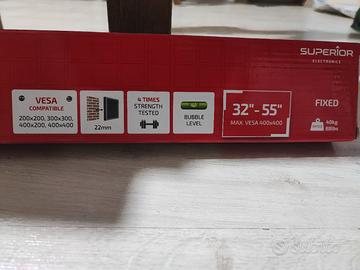 SUPERIOR
ELECTRONICS
VESA
COMPATIBLE
200x200, 300x300,
400x200, 400x400
22mm
4 TIMES
STRENGTH
TESTED
BUBBLE
LEVEL
32" - 55"
MAX. VESA 400x400
FIXED
40kg
88lbs
Subito